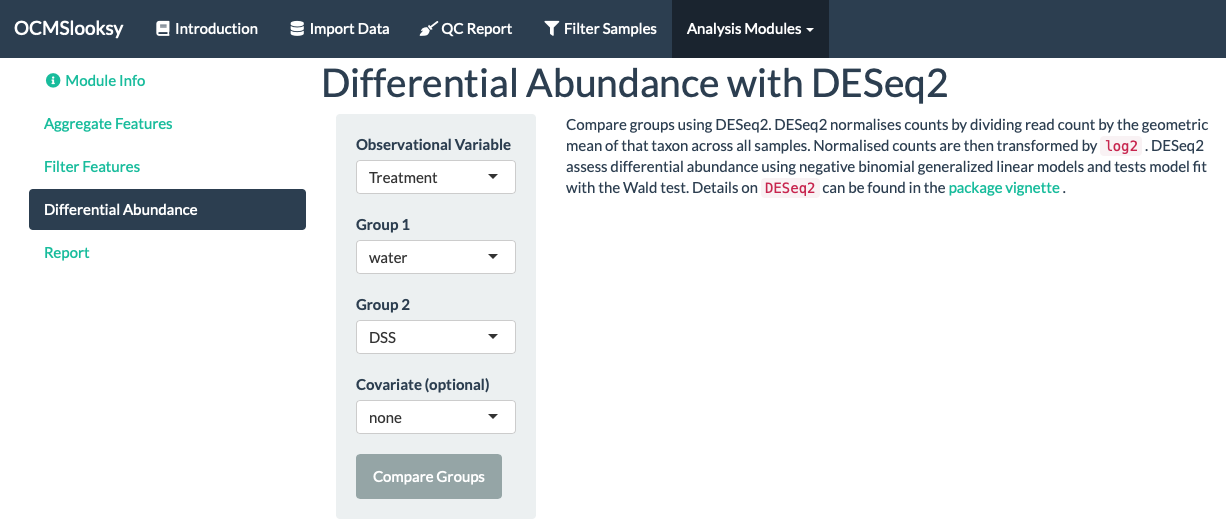 OCMSlooksy Introduction Import Data QC Report Filter Samples Analysis Modules
Module Info
Aggregate Features
Filter Features
Differential Abundance
Report
Differential Abundance with DESeq2
Observational Variable
Treatment
Group 1
water
Group 2
DSS
Covariate (optional)
none
Compare Groups
Compare groups using DESeq2. DESeq2 normalises counts by dividing read count by the geometric
mean of that taxon across all samples. Normalised counts are then transformed by log2 . DESeq2
assess differential abundance using negative binomial generalized linear models and tests model fit
with the Wald test. Details on DESeq2 can be found in the package vignette .